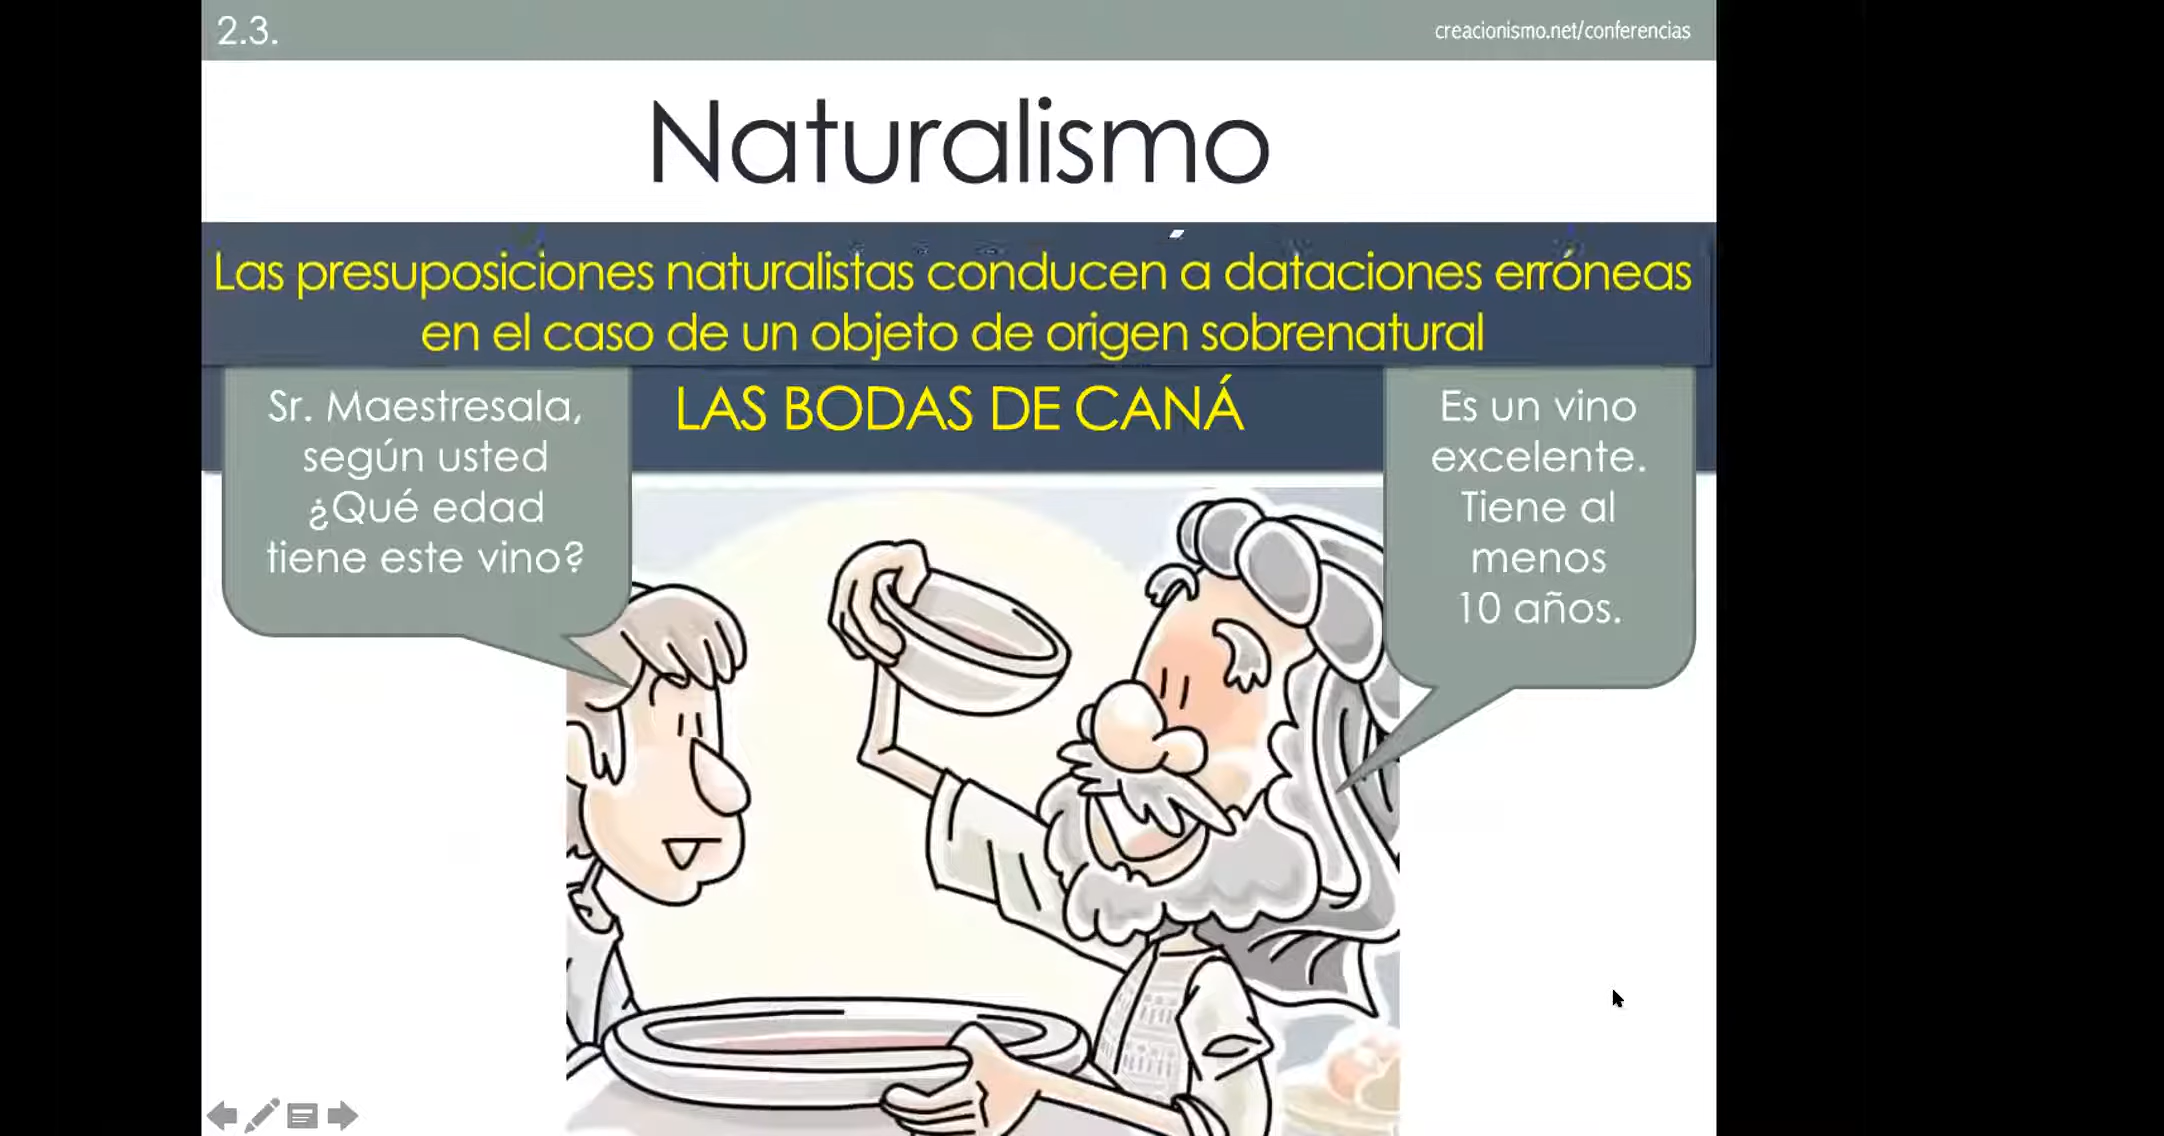 2.3.
creacionismo.net/conferencias
Naturalismo
Las presuposiciones naturalistas conducen a dataciones erróneas
en el caso de un objeto de origen sobrenatural
LAS BODAS DE CANÁ
Sr. Maestresala,
según usted
¿Qué edad
tiene este vino?
Es un vino
excelente.
Tiene al
menos
10 años.